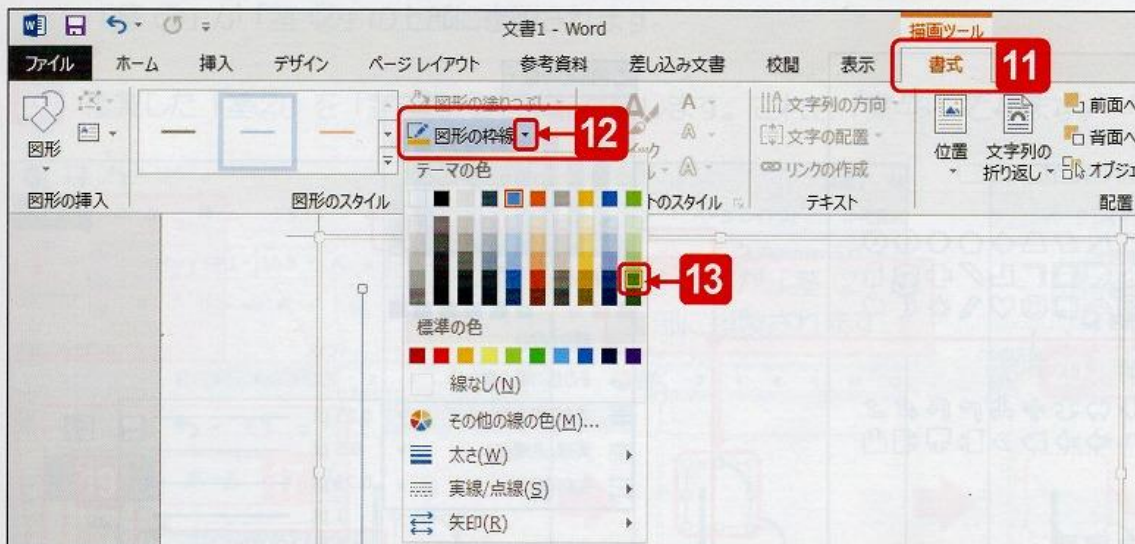 文書1 - Word
描画ツール
ファイル ホーム 挿入 デザイン ページ レイアウト 参考資料 差し込み文書 校閲 表示 書式 11
図形の塗りつぶし
図形の枠線 12
図形
文字列の方向
文字の配置
リンクの作成
位置
文字列の
折り返し
前面へ
背面へ
オブジェ
図形の挿入 図形のスタイル トのスタイル テキスト 配置
テーマの色
13
標準の色
線なし(N)
その他の線の色(M)...
太さ(W)
実線/点線(S)
矢印(R)